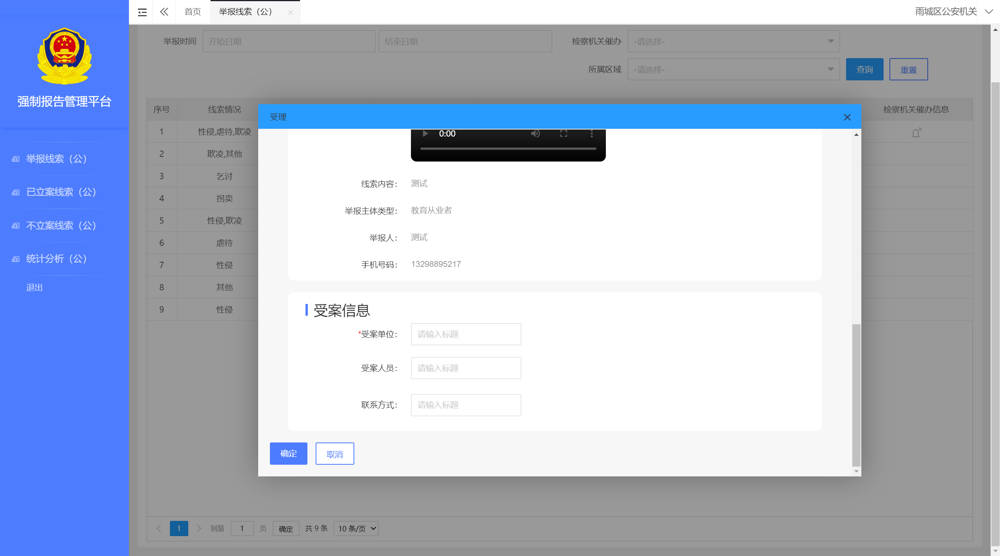 首页
举报线索（公）
雨城区公安机关
强制报告管理平台
举报线索（公）
已立案线索（公）
不立案线索（公）
统计分析（公）
退出
举报时间 开始日期 结束日期 检察机关催办 -请选择-
所属区域 -请选择- 查询 重置
序号 线索情况 检察机关催办信息
1 性侵,虐待,欺凌
2 欺凌,其他
3 乞讨
4 拐卖
5 性侵,欺凌
6 虐待
7 性侵
8 其他
9 性侵
受理
0:00
线索内容： 测试
举报主体类型： 教育从业者
举报人： 测试
手机号码： 13298895217
受案信息
*受案单位： 请输入标题
受案人员： 请输入标题
联系方式： 请输入标题
确定 取消
1 到第 1 页 确定 共 9 条 10 条/页